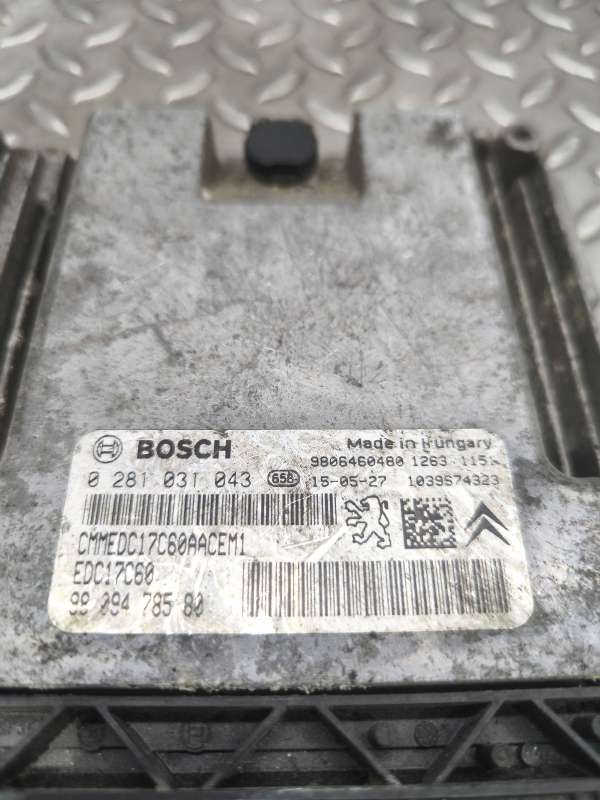 BOSCH
Made in Hungary
9806460480 1263
0 281 031 043 658 15-05-27 1039S74323
CMMEDC17C60AACEM1
EDC17C60
98 094 785 80